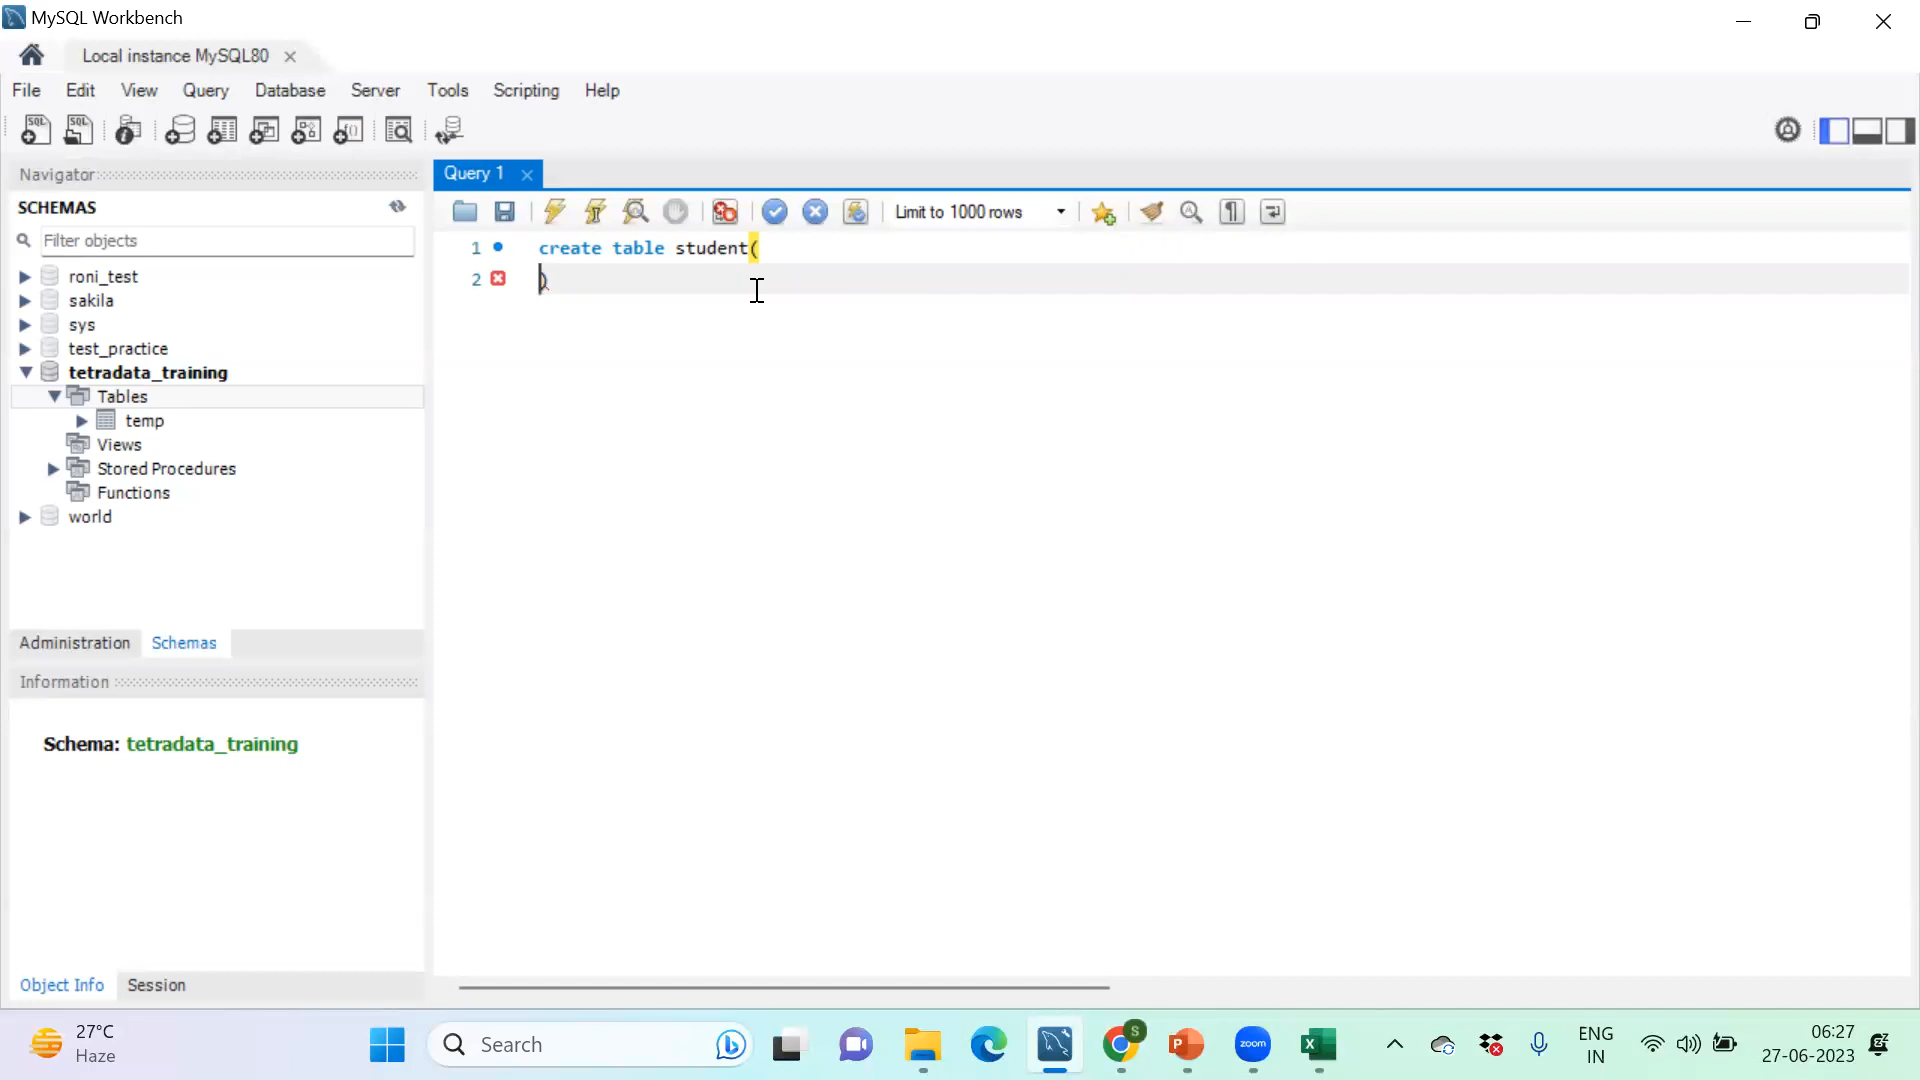 MySQL Workbench
Local instance MySQL80
File Edit View Query Database Server Tools Scripting Help
Navigator
Query 1
SCHEMAS
Limit to 1000 rows
Filter objects
1 create table student(
2 )
roni_test
sakila
sys
test_practice
tetradata_training
Tables
temp
Views
Stored Procedures
Functions
world
Administration Schemas
Information
Schema: tetradata_training
Object Info Session
27°C
Haze
Search
S
zoom
ENG
IN
06:27
27-06-2023